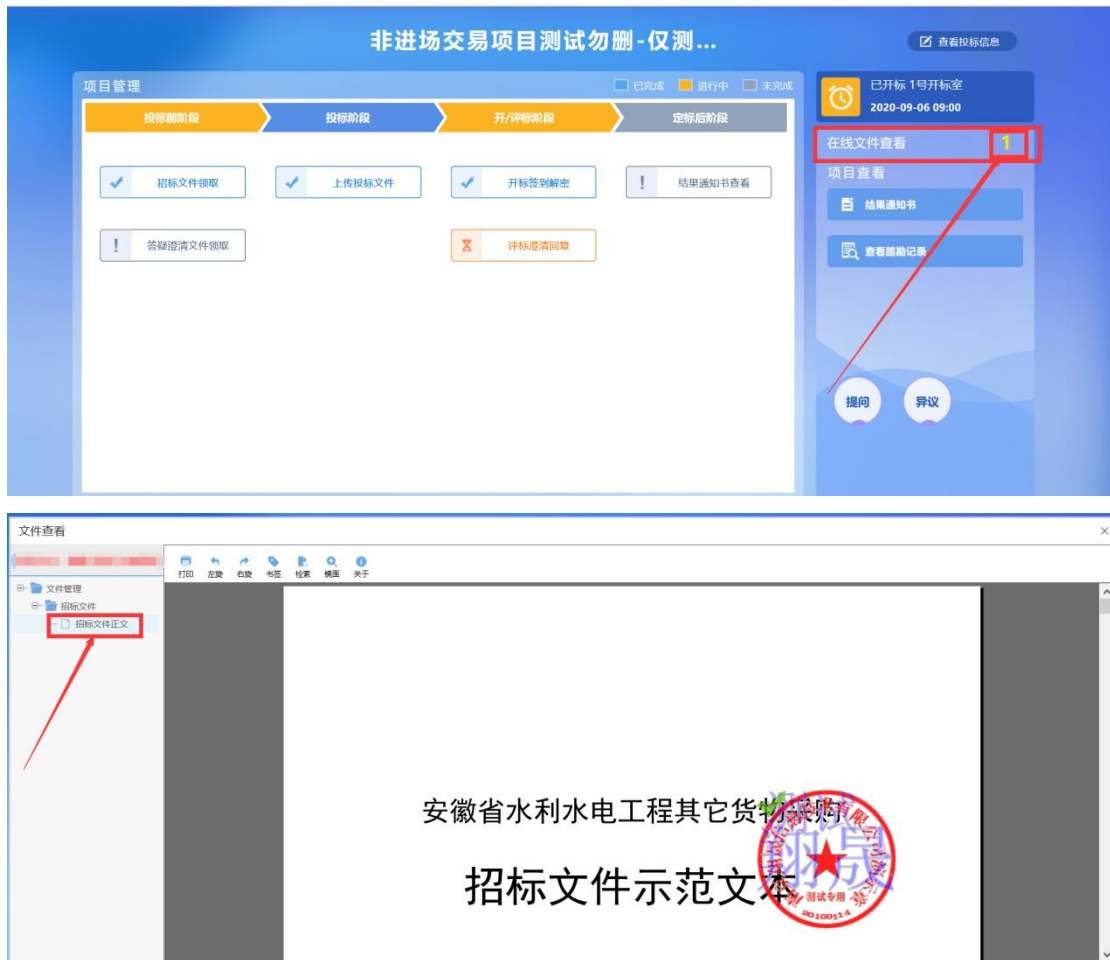 非进场交易项目测试勿删-仅测...
查看投标信息
项目管理
已完成 进行中 未完成
投标前阶段 投标阶段 开/评标阶段 定标后阶段
招标文件领取 上传投标文件 开标签到解密 结果通知书查看
答疑澄清文件领取 评标澄清回复
已开标 1号开标室
2020-09-06 09:00
在线文件查看 1
项目查看
结果通知书
查看踏勘记录
提问 异议
文件查看
打印 左旋 右旋 书签 检索 镜面 关于
文件管理
招标文件
招标文件正文
安徽省水利水电工程其它货物采购
招标文件示范文本
测试
翔晟
测试专用